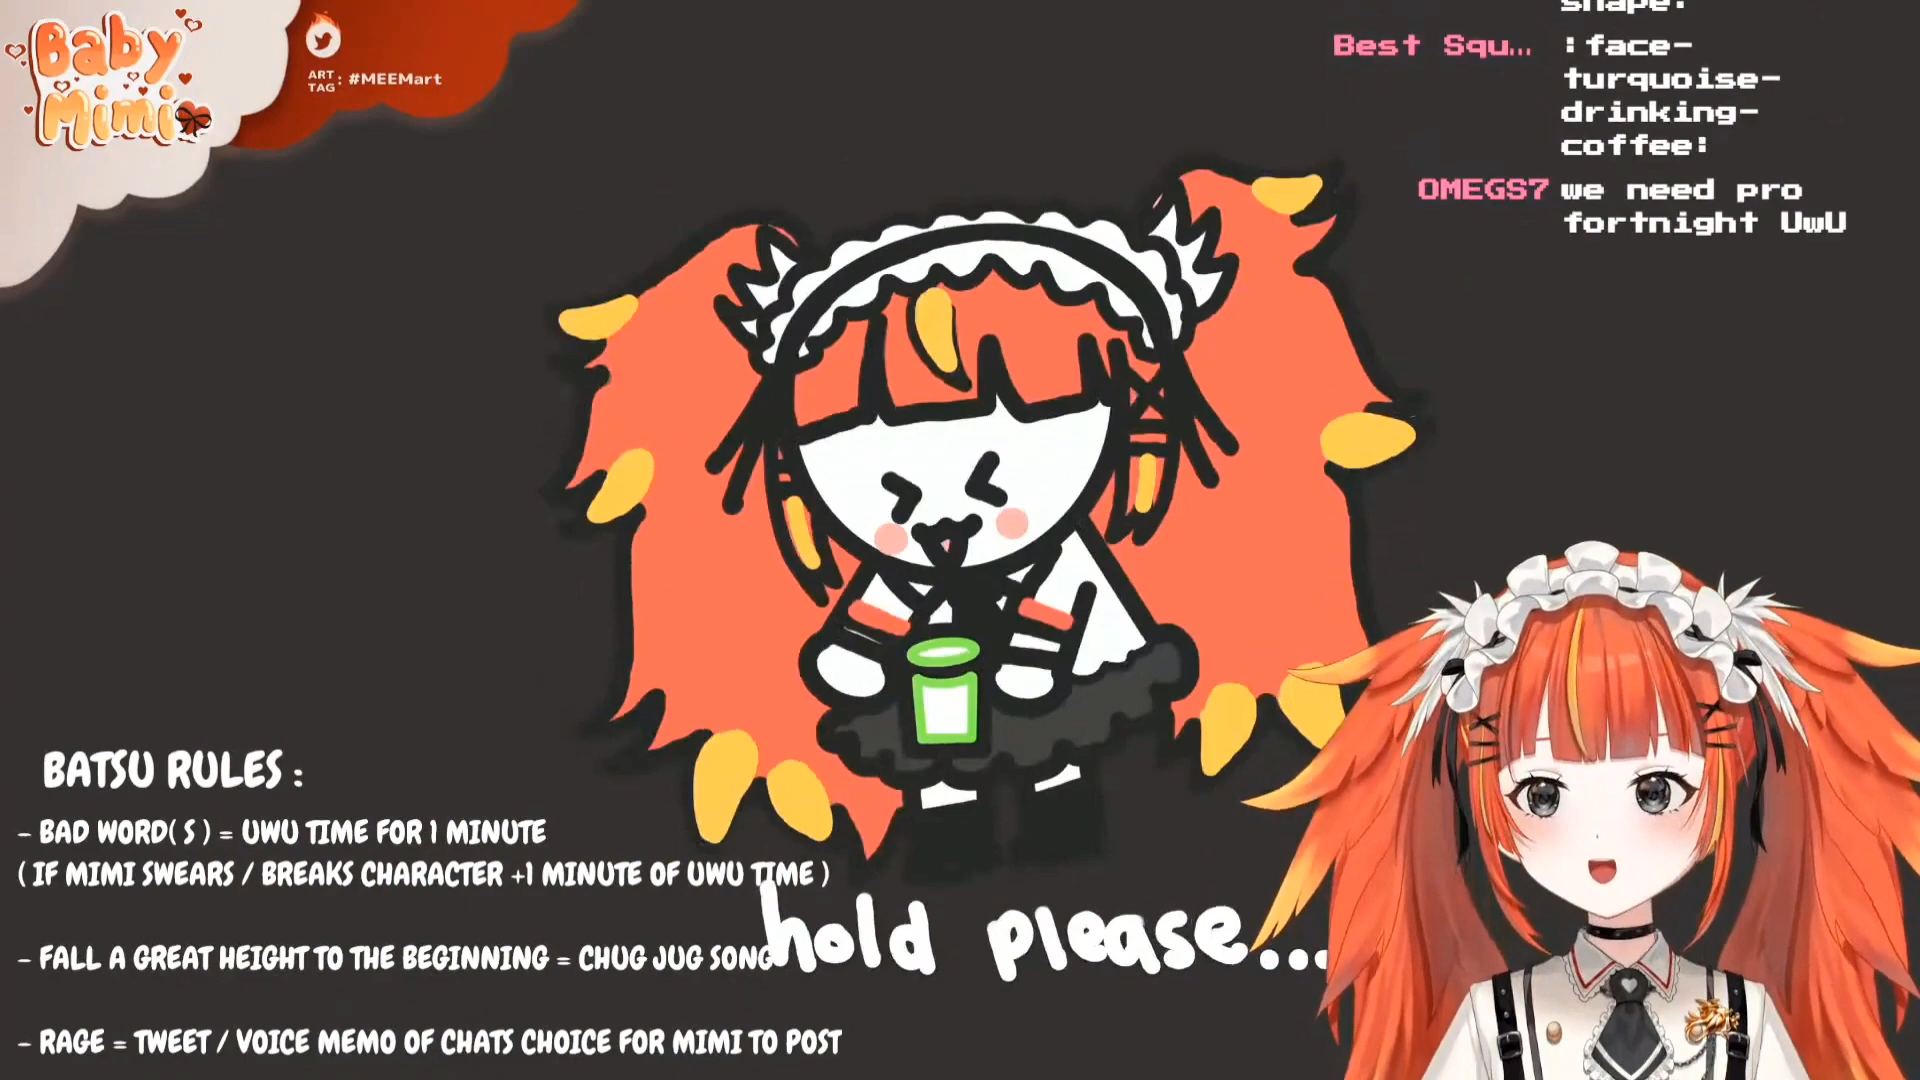 Baby
Mimi
ART
TAG : #MEEMart
shape:
Best Squ… :face-
turquoise-
drinking-
coffee:
OMEGS7 we need pro
fortnight UwU
BATSU RULES :
- BAD WORD( S ) = UWU TIME FOR 1 MINUTE
( IF MIMI SWEARS / BREAKS CHARACTER +1 MINUTE OF UWU TIME )
hold please...
- FALL A GREAT HEIGHT TO THE BEGINNING = CHUG JUG SONG
- RAGE = TWEET / VOICE MEMO OF CHATS CHOICE FOR MIMI TO POST